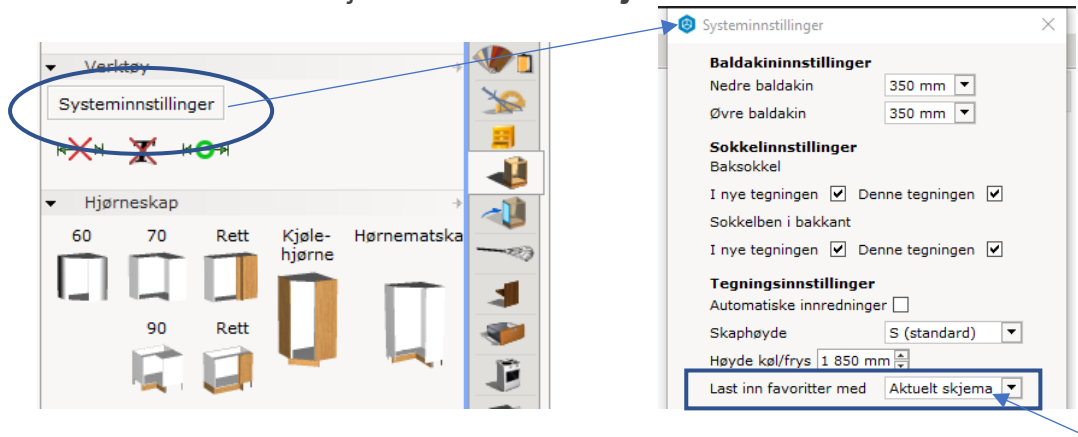 Verktøy
Systeminnstillinger
Hjørneskap
60 70 Rett Kjøle- Hørnematska
hjørne
90 Rett
Systeminnstillinger
Baldakininnstillinger
Nedre baldakin 350 mm
Øvre baldakin 350 mm
Sokkelinnstillinger
Baksokkel
I nye tegningen Denne tegningen
Sokkelben i bakkant
I nye tegningen Denne tegningen
Tegningsinnstillinger
Automatiske innredninger
Skaphøyde S (standard)
Høyde køl/frys 1 850 mm
Last inn favoritter med Aktuelt skjema